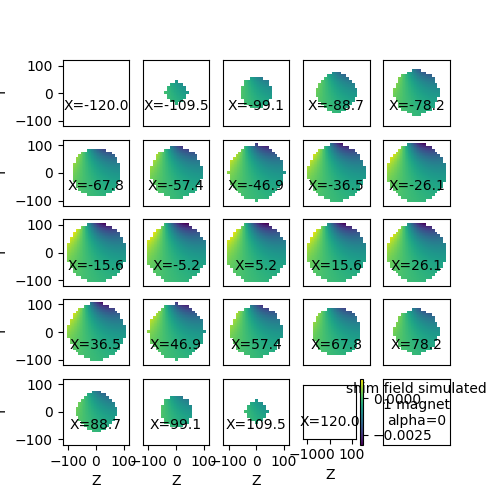 100
0
−100
X=-120.0
X=-109.5
X=-99.1
X=-88.7
X=-78.2
100
0
−100
X=-67.8
X=-57.4
X=-46.9
X=-36.5
X=-26.1
100
0
−100
X=-15.6
X=-5.2
X=5.2
X=15.6
X=26.1
100
0
−100
X=36.5
X=46.9
X=57.4
X=67.8
X=78.2
100
0
−100
X=88.7
X=99.1
X=109.5
X=120.0
0.0000
−0.0025
shim field simulated
1 magnet
alpha=0
−100 0 100
−100 0 100
−100 0 100
−100 0 100
Z
Z
Z
Z